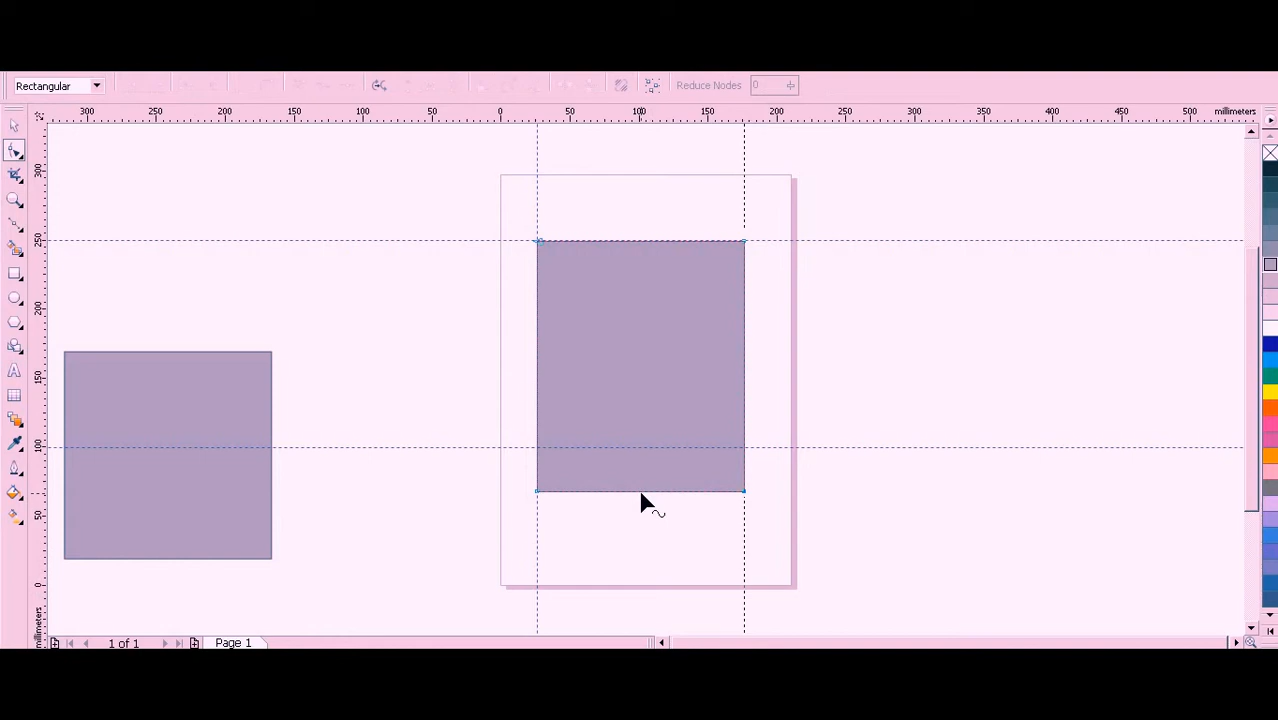 Rectangular
Reduce Nodes 0
300 250 200 150 100 50 0 50 100 150 200 250 300 350 400 450 500 millimeters
300
250
200
150
100
50
0
millimeters
A
1 of 1 Page 1